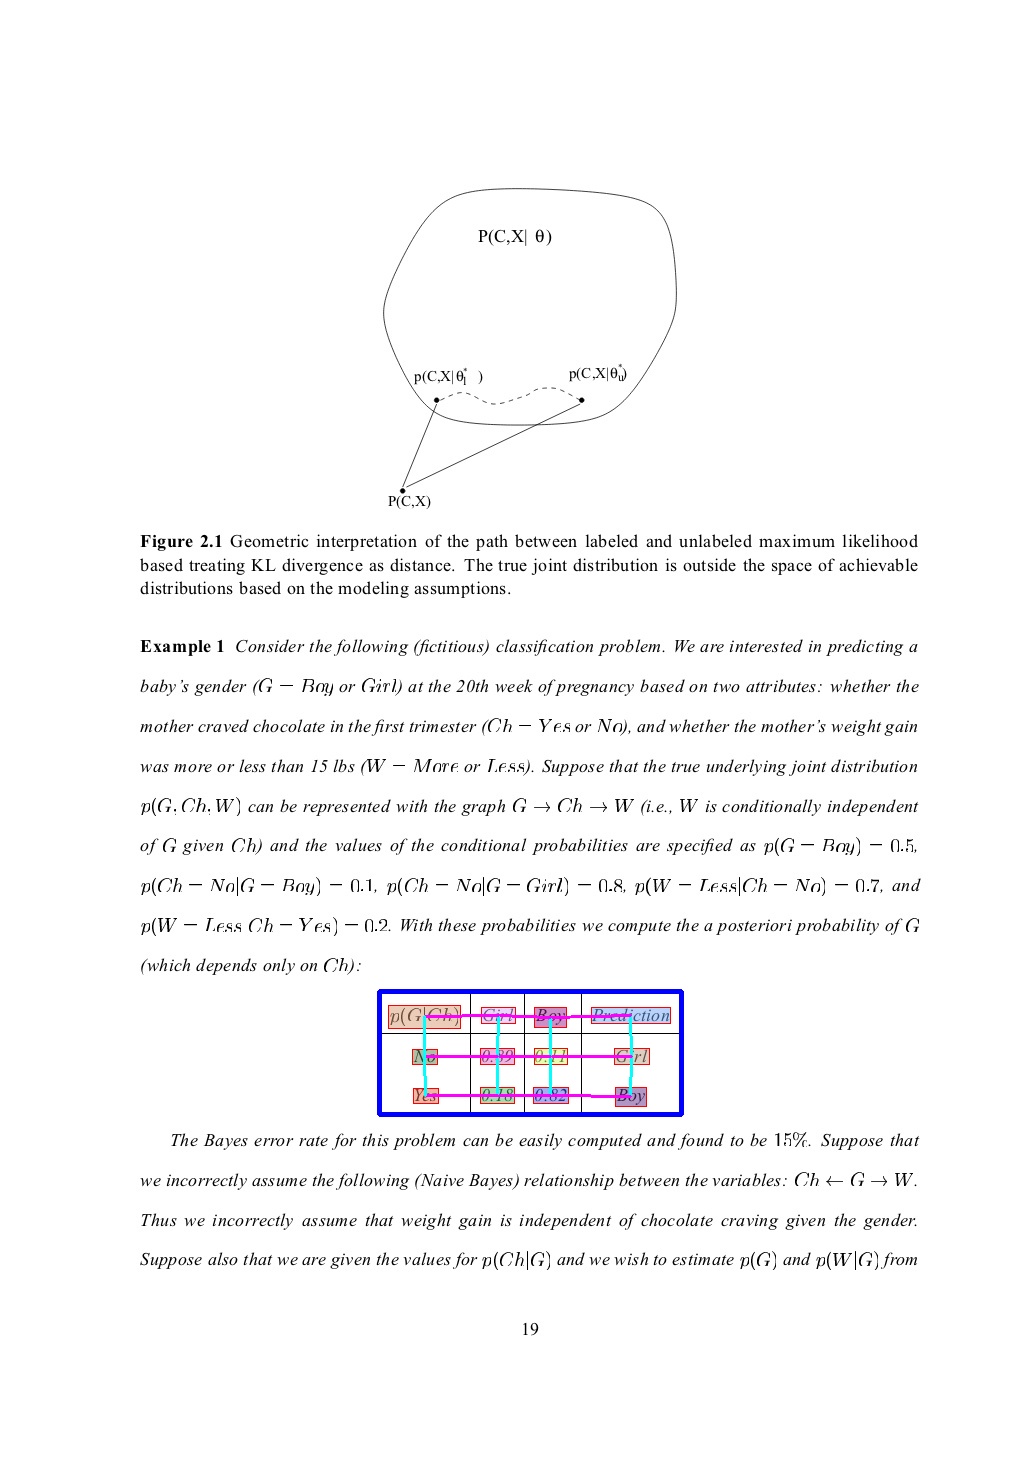 P(C,X| θ)
p(C,X|θ*l ) p(C,X|θ*u)
P(C,X)
Figure 2.1 Geometric interpretation of the path between labeled and unlabeled maximum likelihood
based treating KL divergence as distance. The true joint distribution is outside the space of achievable
distributions based on the modeling assumptions.
Example 1 Consider the following (fictitious) classification problem. We are interested in predicting a
baby's gender (G = Boy or Girl) at the 20th week of pregnancy based on two attributes: whether the
mother craved chocolate in the first trimester (Ch = Yes or No), and whether the mother's weight gain
was more or less than 15 lbs (W = More or Less). Suppose that the true underlying joint distribution
p(G, Ch, W) can be represented with the graph G → Ch → W (i.e., W is conditionally independent
of G given Ch) and the values of the conditional probabilities are specified as p(G = Boy) = 0.5,
p(Ch = No|G = Boy) = 0.1, p(Ch = No|G = Girl) = 0.8, p(W = Less|Ch = No) = 0.7, and
p(W = Less|Ch = Yes) = 0.2. With these probabilities we compute the a posteriori probability of G
(which depends only on Ch):
p(G|Ch) Girl Boy Prediction
No 0.89 0.11 Girl
Yes 0.18 0.82 Boy
The Bayes error rate for this problem can be easily computed and found to be 15%. Suppose that
we incorrectly assume the following (Naive Bayes) relationship between the variables: Ch ← G → W.
Thus we incorrectly assume that weight gain is independent of chocolate craving given the gender.
Suppose also that we are given the values for p(Ch|G) and we wish to estimate p(G) and p(W|G) from
19